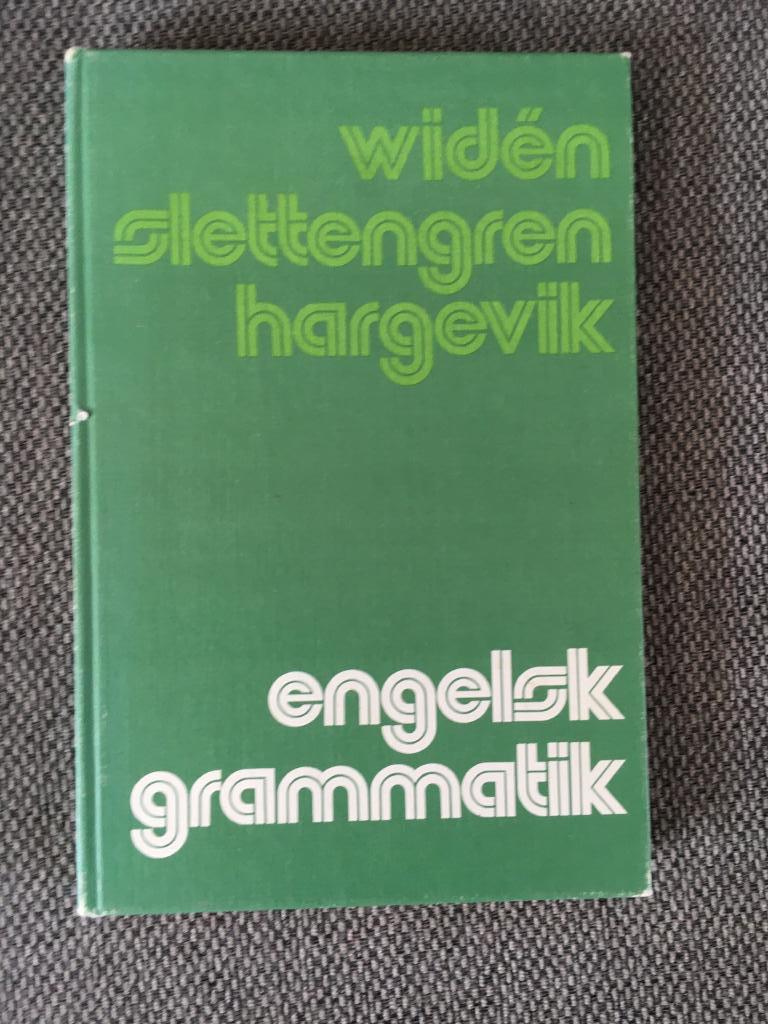 widén
slettengren
hargevik
engelsk
grammatik